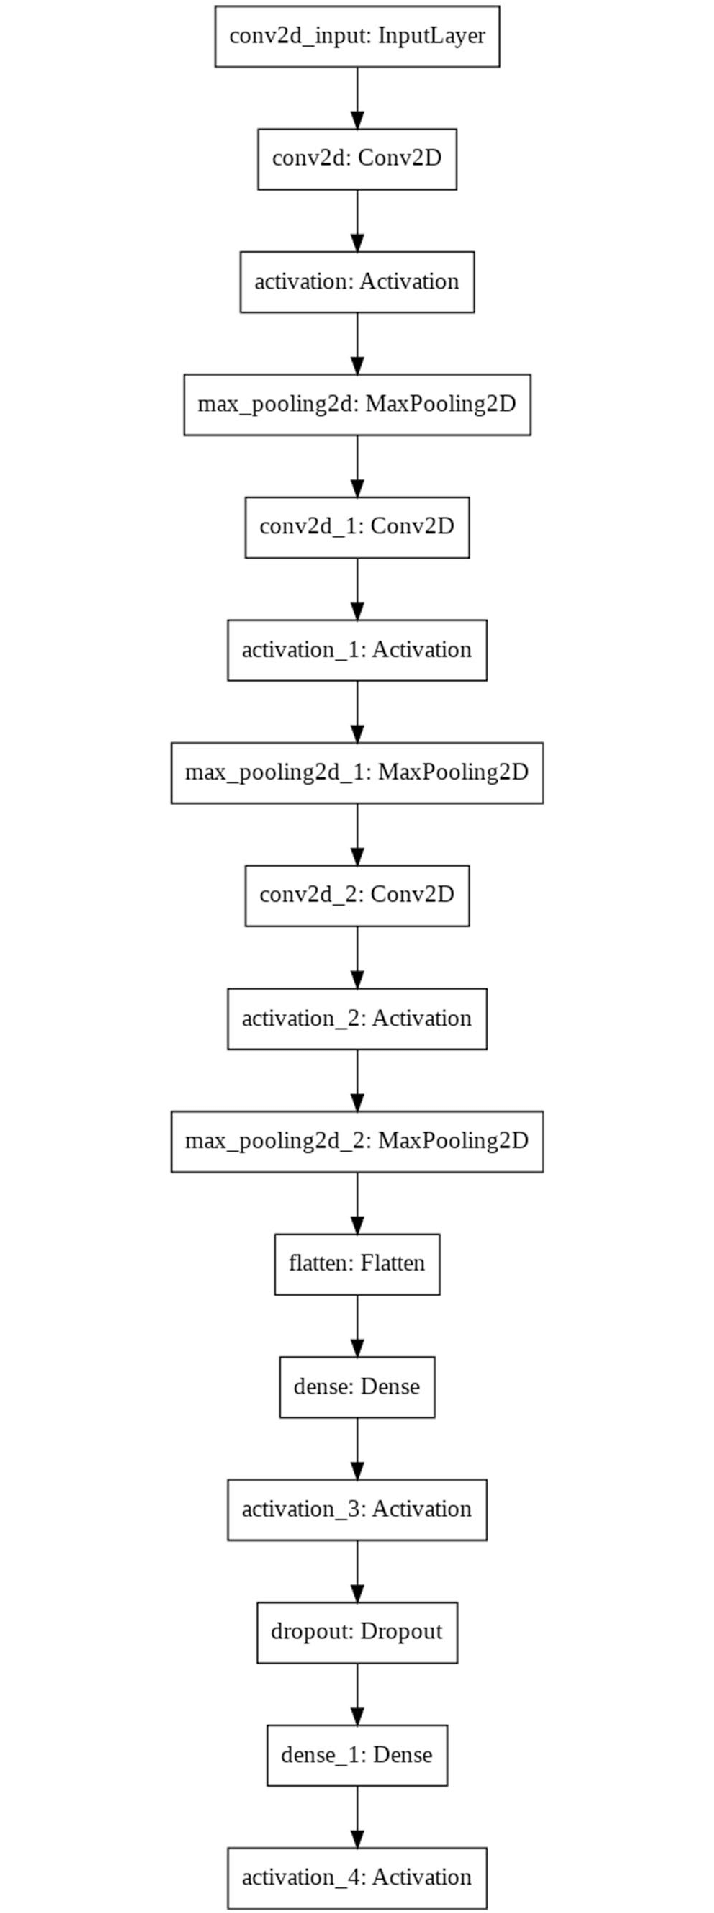 conv2d_input: InputLayer
conv2d: Conv2D
activation: Activation
max_pooling2d: MaxPooling2D
conv2d_1: Conv2D
activation_1: Activation
max_pooling2d_1: MaxPooling2D
conv2d_2: Conv2D
activation_2: Activation
max_pooling2d_2: MaxPooling2D
flatten: Flatten
dense: Dense
activation_3: Activation
dropout: Dropout
dense_1: Dense
activation_4: Activation